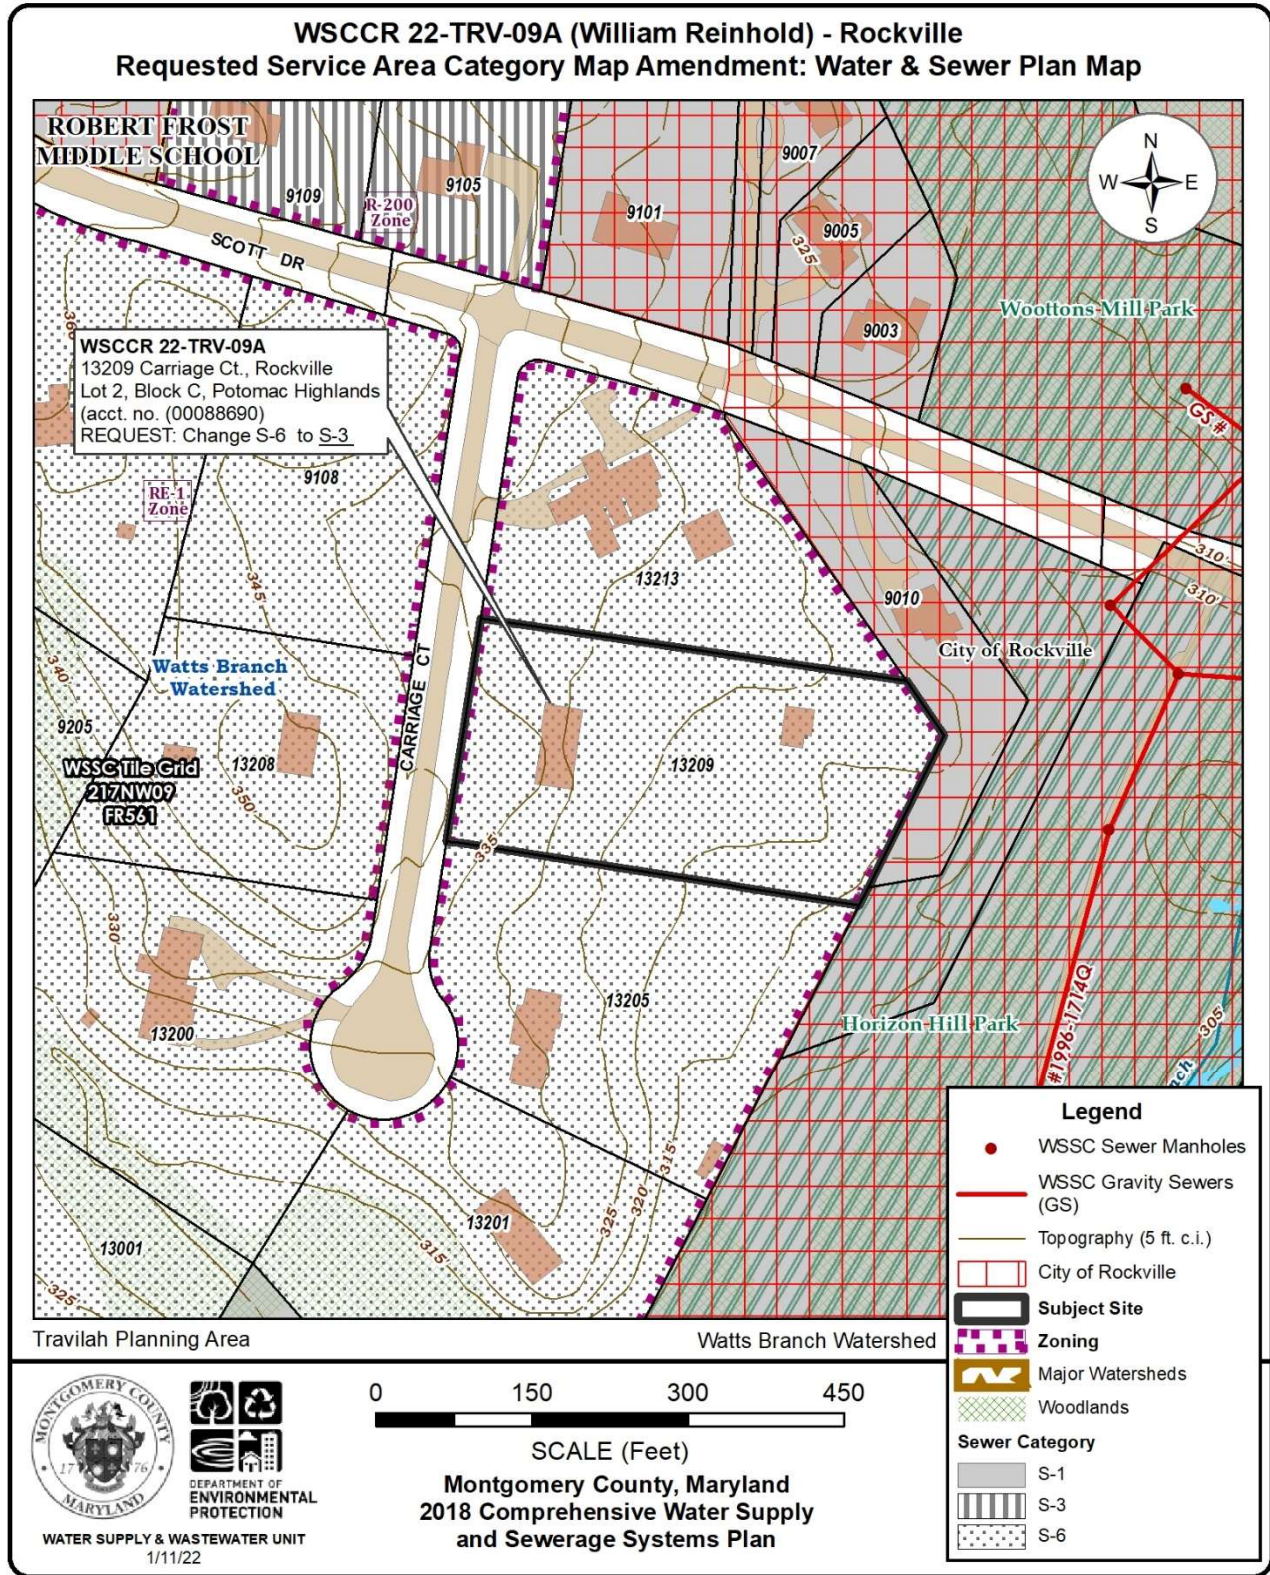 WSCCR 22-TRV-09A (William Reinhold) - Rockville
Requested Service Area Category Map Amendment: Water & Sewer Plan Map
ROBERT FROST
MIDDLE SCHOOL
9109
R-200
Zone
9105
9101
9007
9005
325
9003
N
W
E
S
SCOTT DR
Woottons Mill Park
GS #
WSCCR 22-TRV-09A
13209 Carriage Ct., Rockville
Lot 2, Block C, Potomac Highlands
(acct. no. (00088690)
REQUEST: Change S-6 to S-3
9108
RE-1
Zone
345'
13213
9010
310'
310'
City of Rockville
CARRIAGE CT
Watts Branch
Watershed
340'
9205
WSSC Tile Grid
217NW09
FR561
13208
350'
13209
335
330'
13200
13205
Horizon Hill Park
#1996-1714Q
305'
13201
315'
325'
320'
315'
13001
325
Travilah Planning Area
Watts Branch Watershed
Legend
WSSC Sewer Manholes
WSSC Gravity Sewers
(GS)
Topography (5 ft. c.i.)
City of Rockville
Subject Site
Zoning
Major Watersheds
Woodlands
Sewer Category
S-1
S-3
S-6
MONTGOMERY COUNTY
17 76
MARYLAND
DEPARTMENT OF
ENVIRONMENTAL
PROTECTION
WATER SUPPLY & WASTEWATER UNIT
1/11/22
0 150 300 450
SCALE (Feet)
Montgomery County, Maryland
2018 Comprehensive Water Supply
and Sewerage Systems Plan